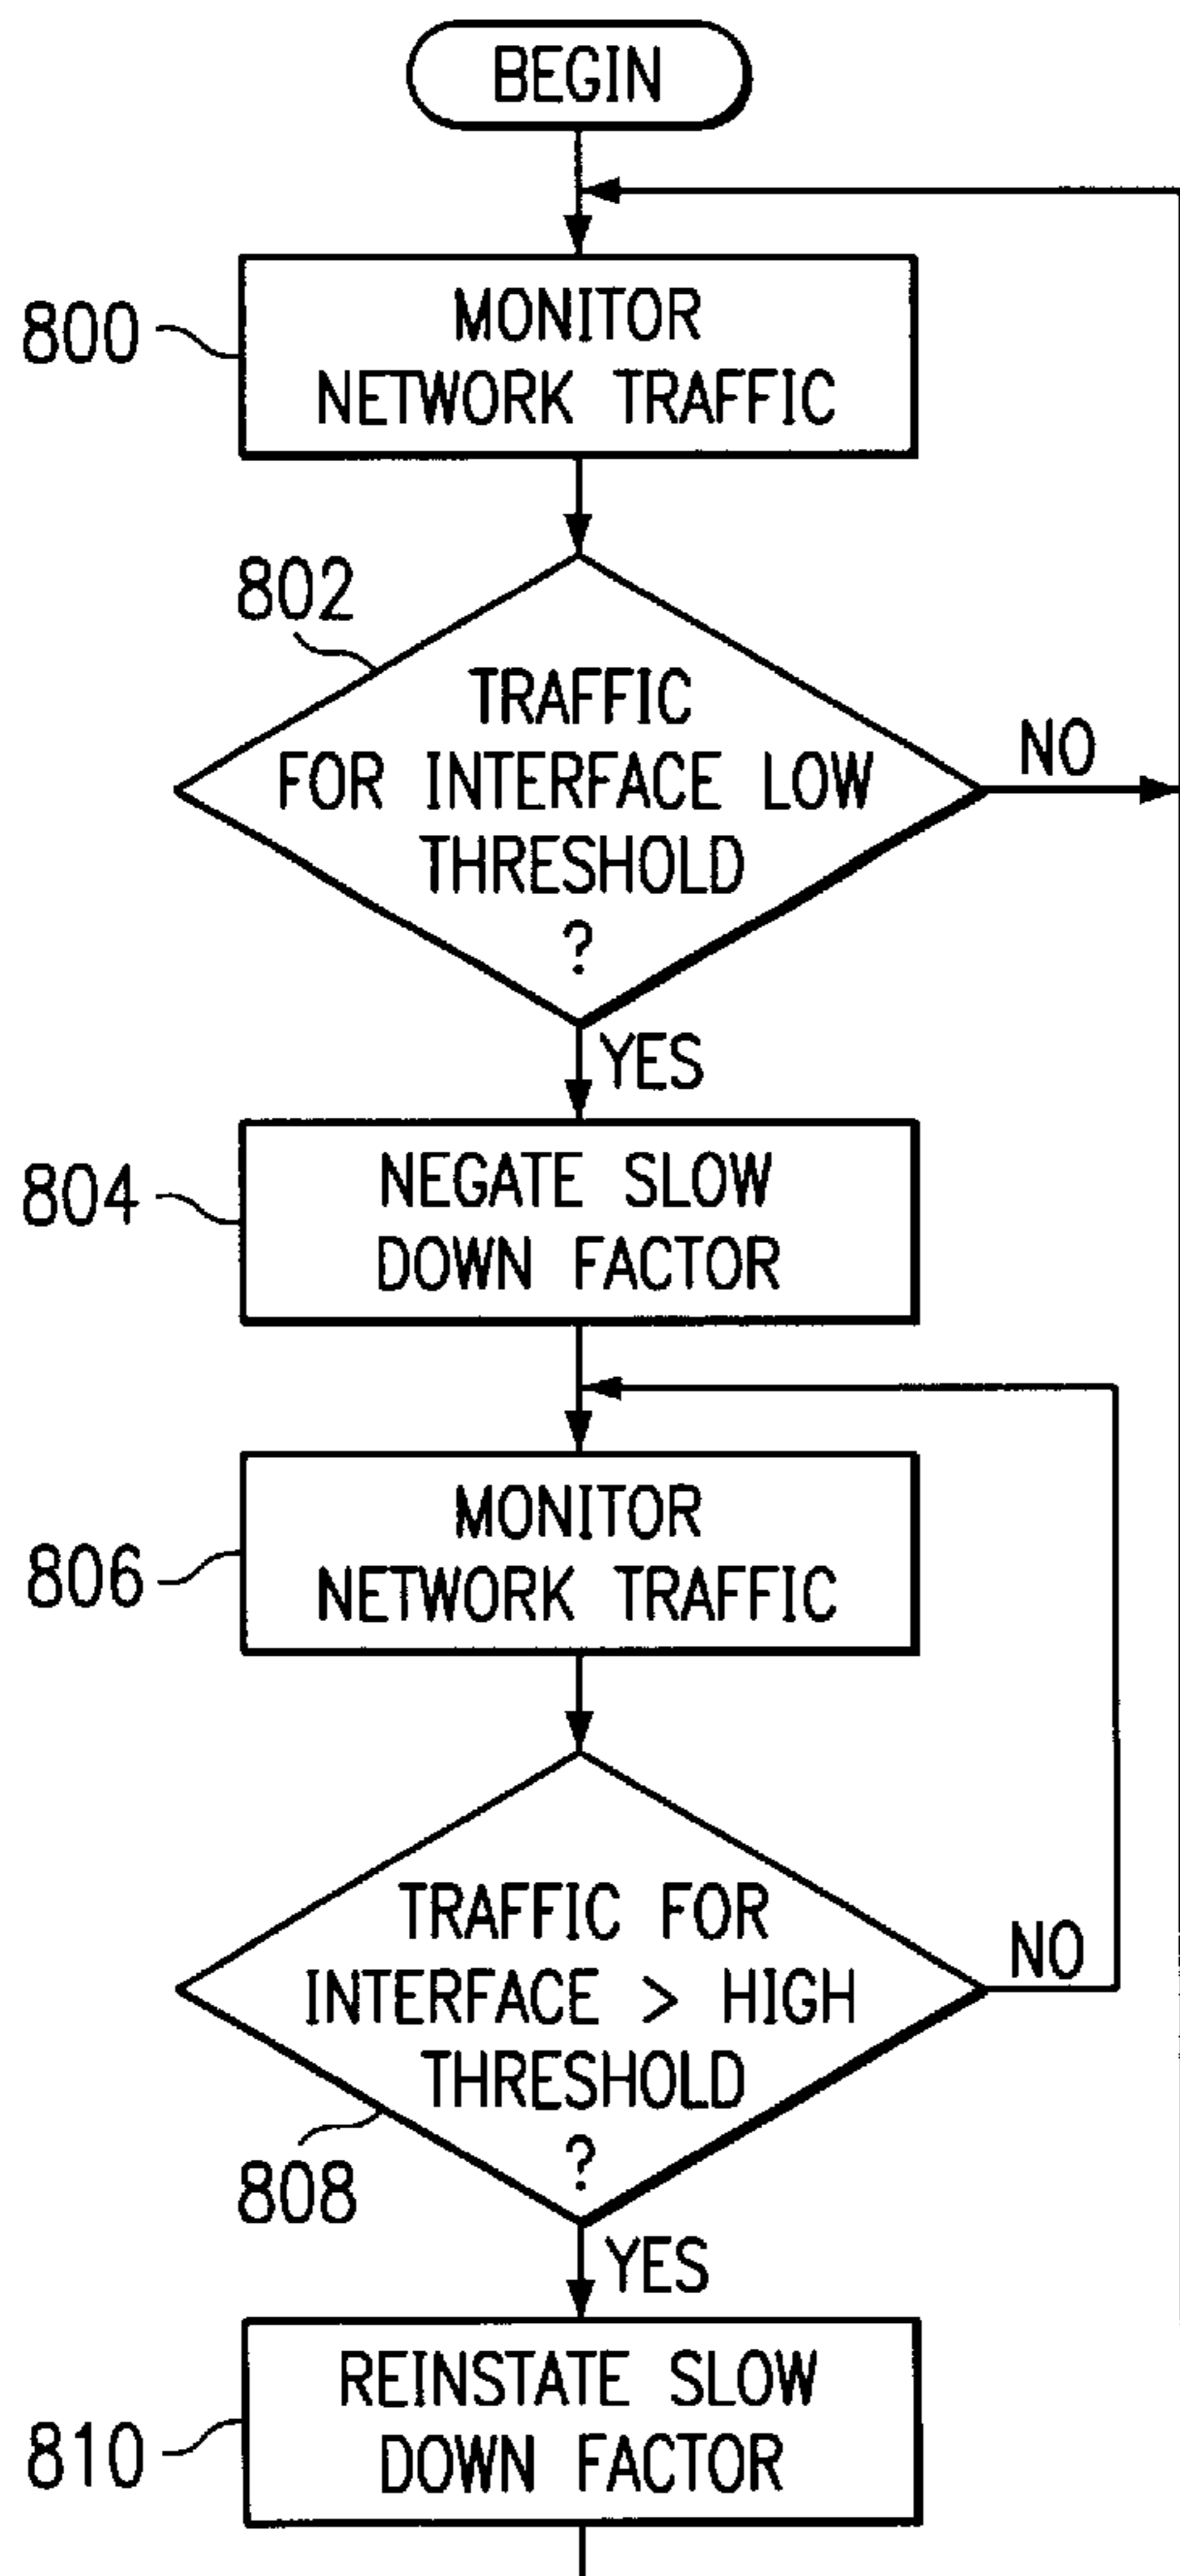 BEGIN
800
MONITOR
NETWORK TRAFFIC
802
TRAFFIC
FOR INTERFACE LOW
THRESHOLD
?
NO
YES
804
NEGATE SLOW
DOWN FACTOR
806
MONITOR
NETWORK TRAFFIC
TRAFFIC FOR
INTERFACE > HIGH
THRESHOLD
?
NO
808
YES
810
REINSTATE SLOW
DOWN FACTOR